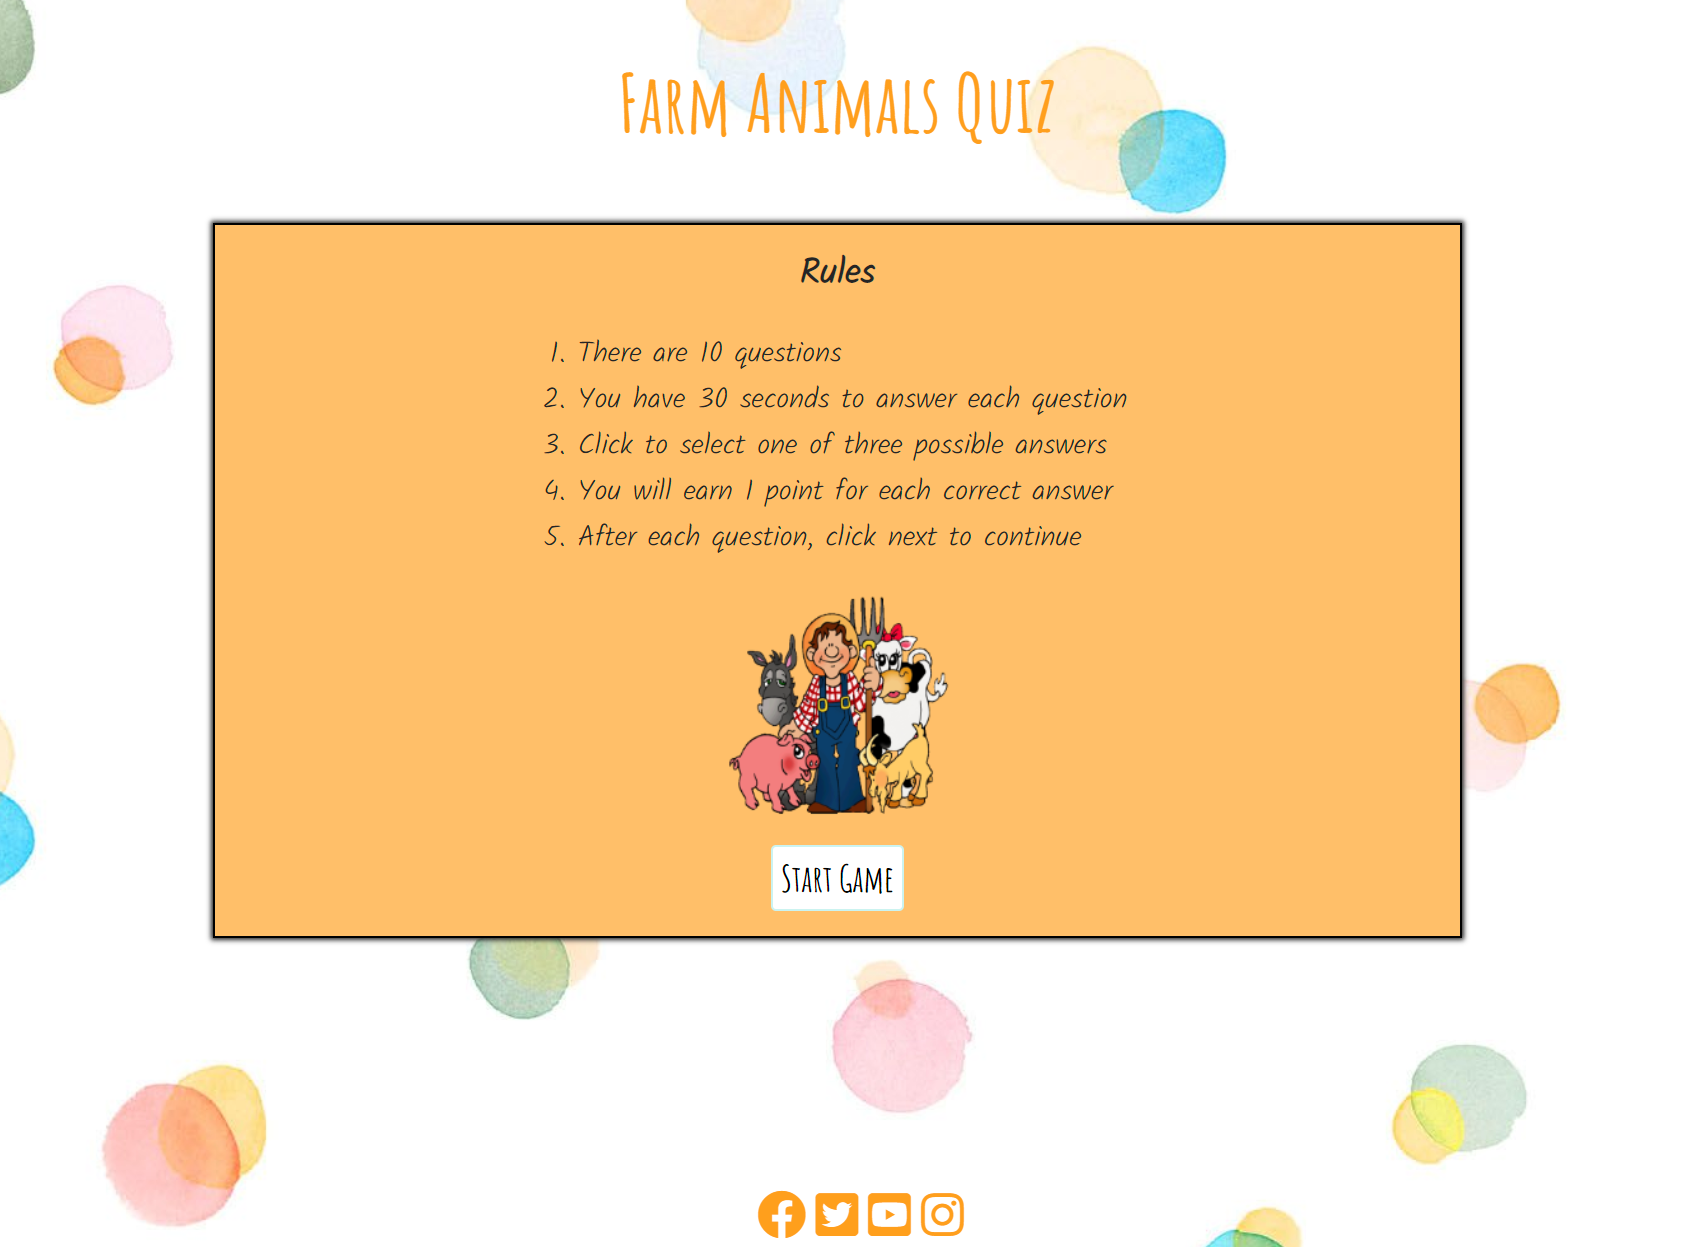 Farm Animals Quiz
Rules
1. There are 10 questions
2. You have 30 seconds to answer each question
3. Click to select one of three possible answers
4. You will earn 1 point for each correct answer
5. After each question, click next to continue
Start Game